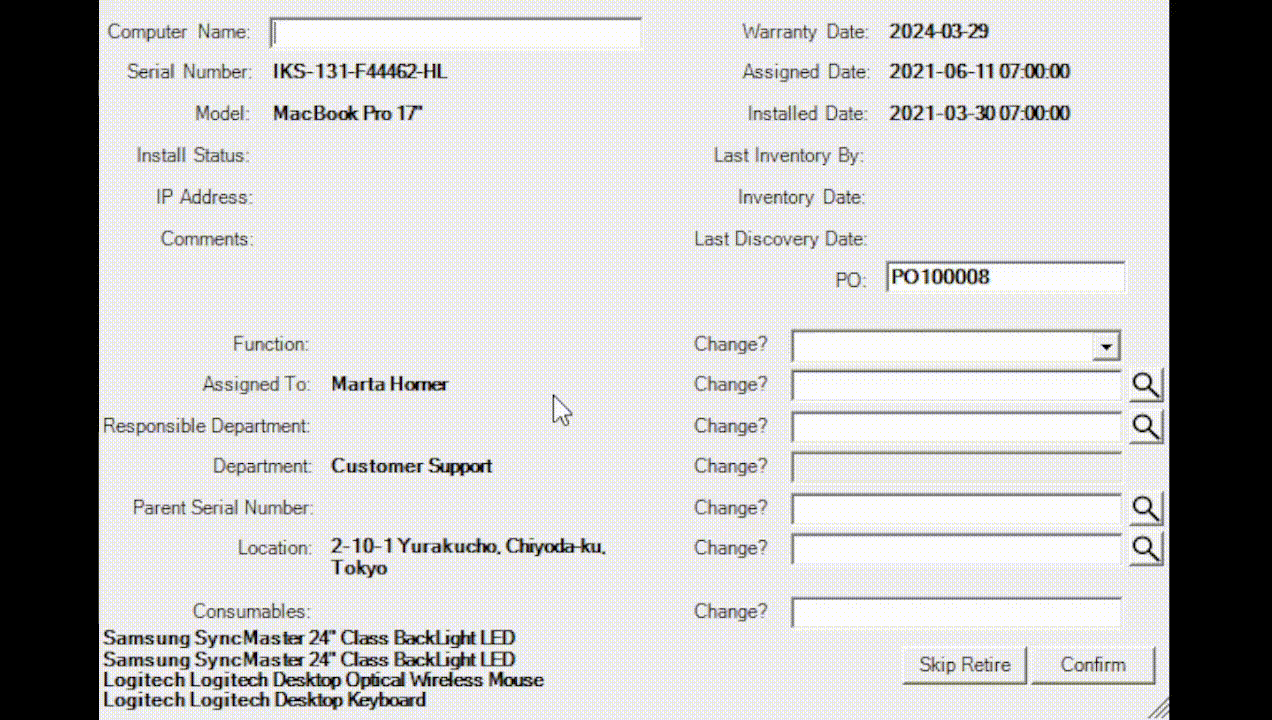 Computer Name: Warranty Date: 2024-03-29
Serial Number: IKS-131-F44462-HL Assigned Date: 2021-06-11 07:00:00
Model: MacBook Pro 17" Installed Date: 2021-03-30 07:00:00
Install Status: Last Inventory By:
IP Address: Inventory Date:
Comments: Last Discovery Date:
PO: PO100008
Function: Change?
Assigned To: Marta Horner Change?
Responsible Department: Change?
Department: Customer Support Change?
Parent Serial Number: Change?
Location: 2-10-1 Yurakucho, Chiyoda-ku, Change?
Tokyo
Consumables: Change?
Samsung SyncMaster 24" Class BackLight LED
Samsung SyncMaster 24" Class BackLight LED
Logitech Logitech Desktop Optical Wireless Mouse
Logitech Logitech Desktop Keyboard
Skip Retire Confirm